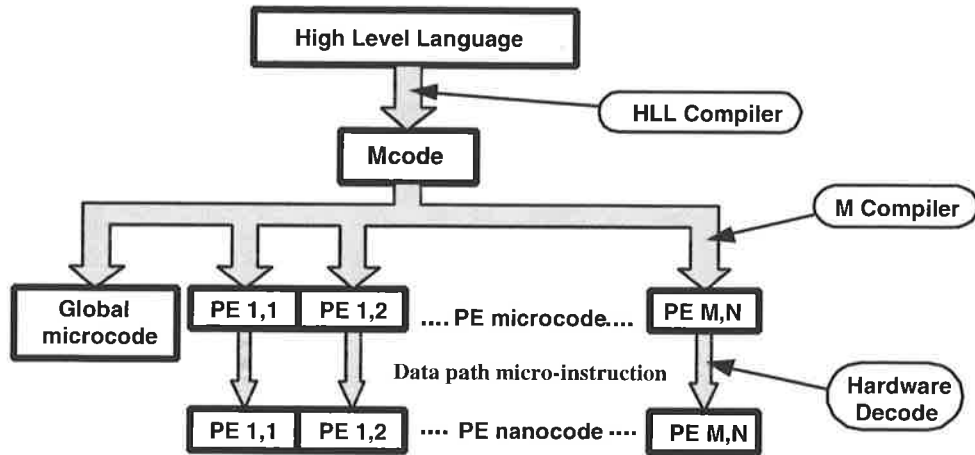 High Level Language
HLL Compiler
Mcode
M Compiler
Global
microcode
PE 1,1
PE 1,2
.... PE microcode....
PE M,N
Data path micro-instruction
Hardware
Decode
PE 1,1
PE 1,2
.... PE nanocode ....
PE M,N